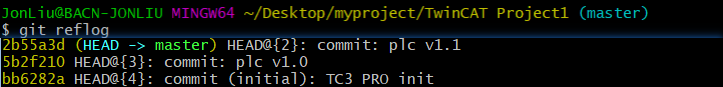 JonLiu@BACN-JONLIU MINGW64 ~/Desktop/myproject/TwinCAT Project1 (master)
$ git reflog
2b55a3d (HEAD -> master) HEAD@{2}: commit: plc v1.1
5b2f210 HEAD@{3}: commit: plc v1.0
bb6282a HEAD@{4}: commit (initial): TC3 PRO init